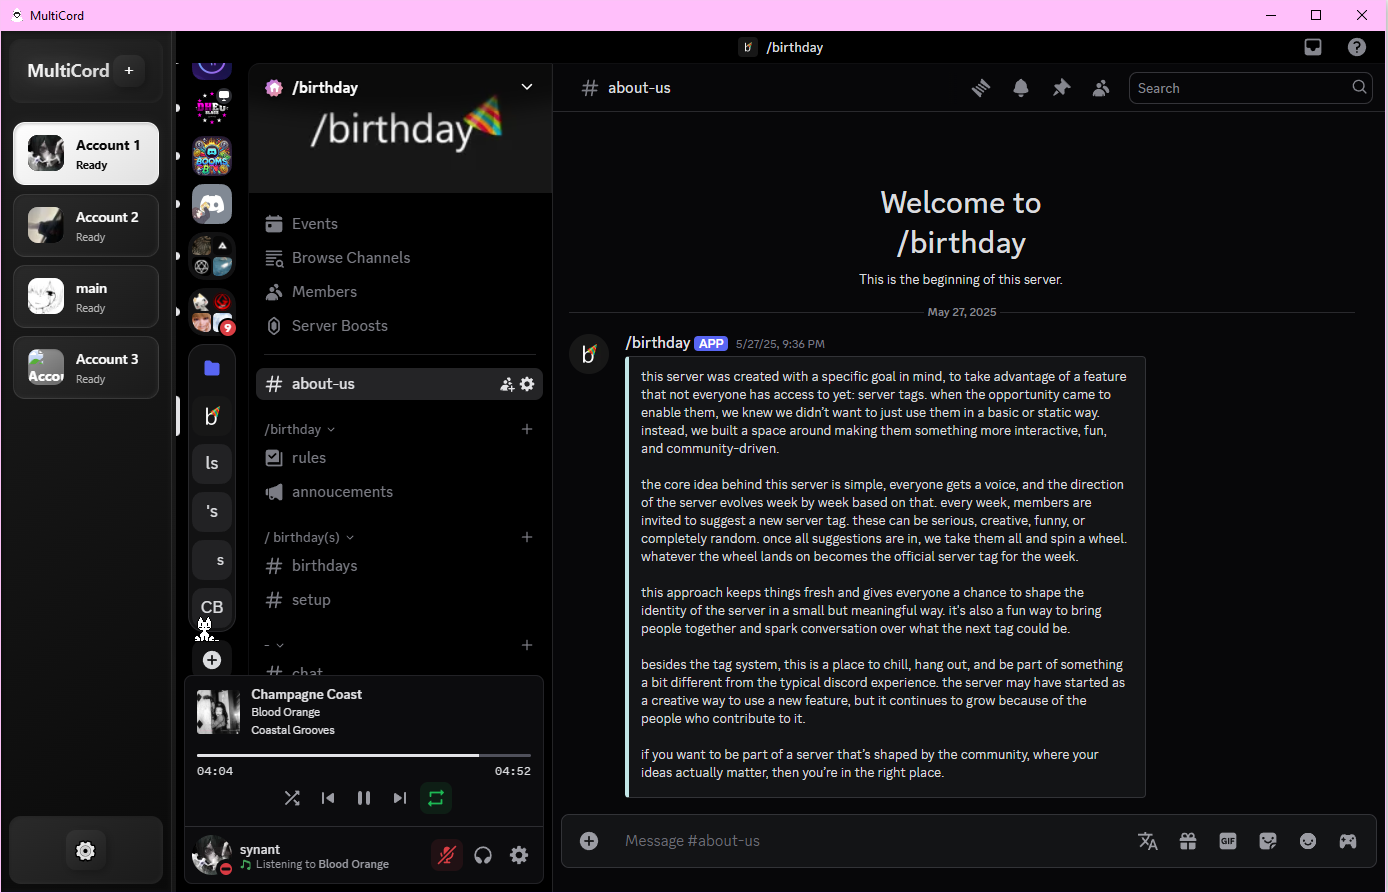 MultiCord
/birthday
MultiCord +
Account 1
Ready
Account 2
Ready
main
Ready
Account 3
Ready
Acco
9
ls
's
s
CB
/birthday
/birthday
Events
Browse Channels
Members
Server Boosts
about-us
/birthday
rules
annoucements
/ birthday(s)
birthdays
setup
-
chat
Champagne Coast
Blood Orange
Coastal Grooves
04:04
04:52
synant
Listening to Blood Orange
# about-us
Search
Welcome to
/birthday
This is the beginning of this server.
May 27, 2025
/birthday APP 5/27/25, 9:36 PM
this server was created with a specific goal in mind, to take advantage of a feature
that not everyone has access to yet: server tags. when the opportunity came to
enable them, we knew we didn't want to just use them in a basic or static way.
instead, we built a space around making them something more interactive, fun,
and community-driven.
the core idea behind this server is simple, everyone gets a voice, and the direction
of the server evolves week by week based on that. every week, members are
invited to suggest a new server tag. these can be serious, creative, funny, or
completely random. once all suggestions are in, we take them all and spin a wheel.
whatever the wheel lands on becomes the official server tag for the week.
this approach keeps things fresh and gives everyone a chance to shape the
identity of the server in a small but meaningful way. it's also a fun way to bring
people together and spark conversation over what the next tag could be.
besides the tag system, this is a place to chill, hang out, and be part of something
a bit different from the typical discord experience. the server may have started as
a creative way to use a new feature, but it continues to grow because of the
people who contribute to it.
if you want to be part of a server that's shaped by the community, where your
ideas actually matter, then you're in the right place.
Message #about-us
GIF